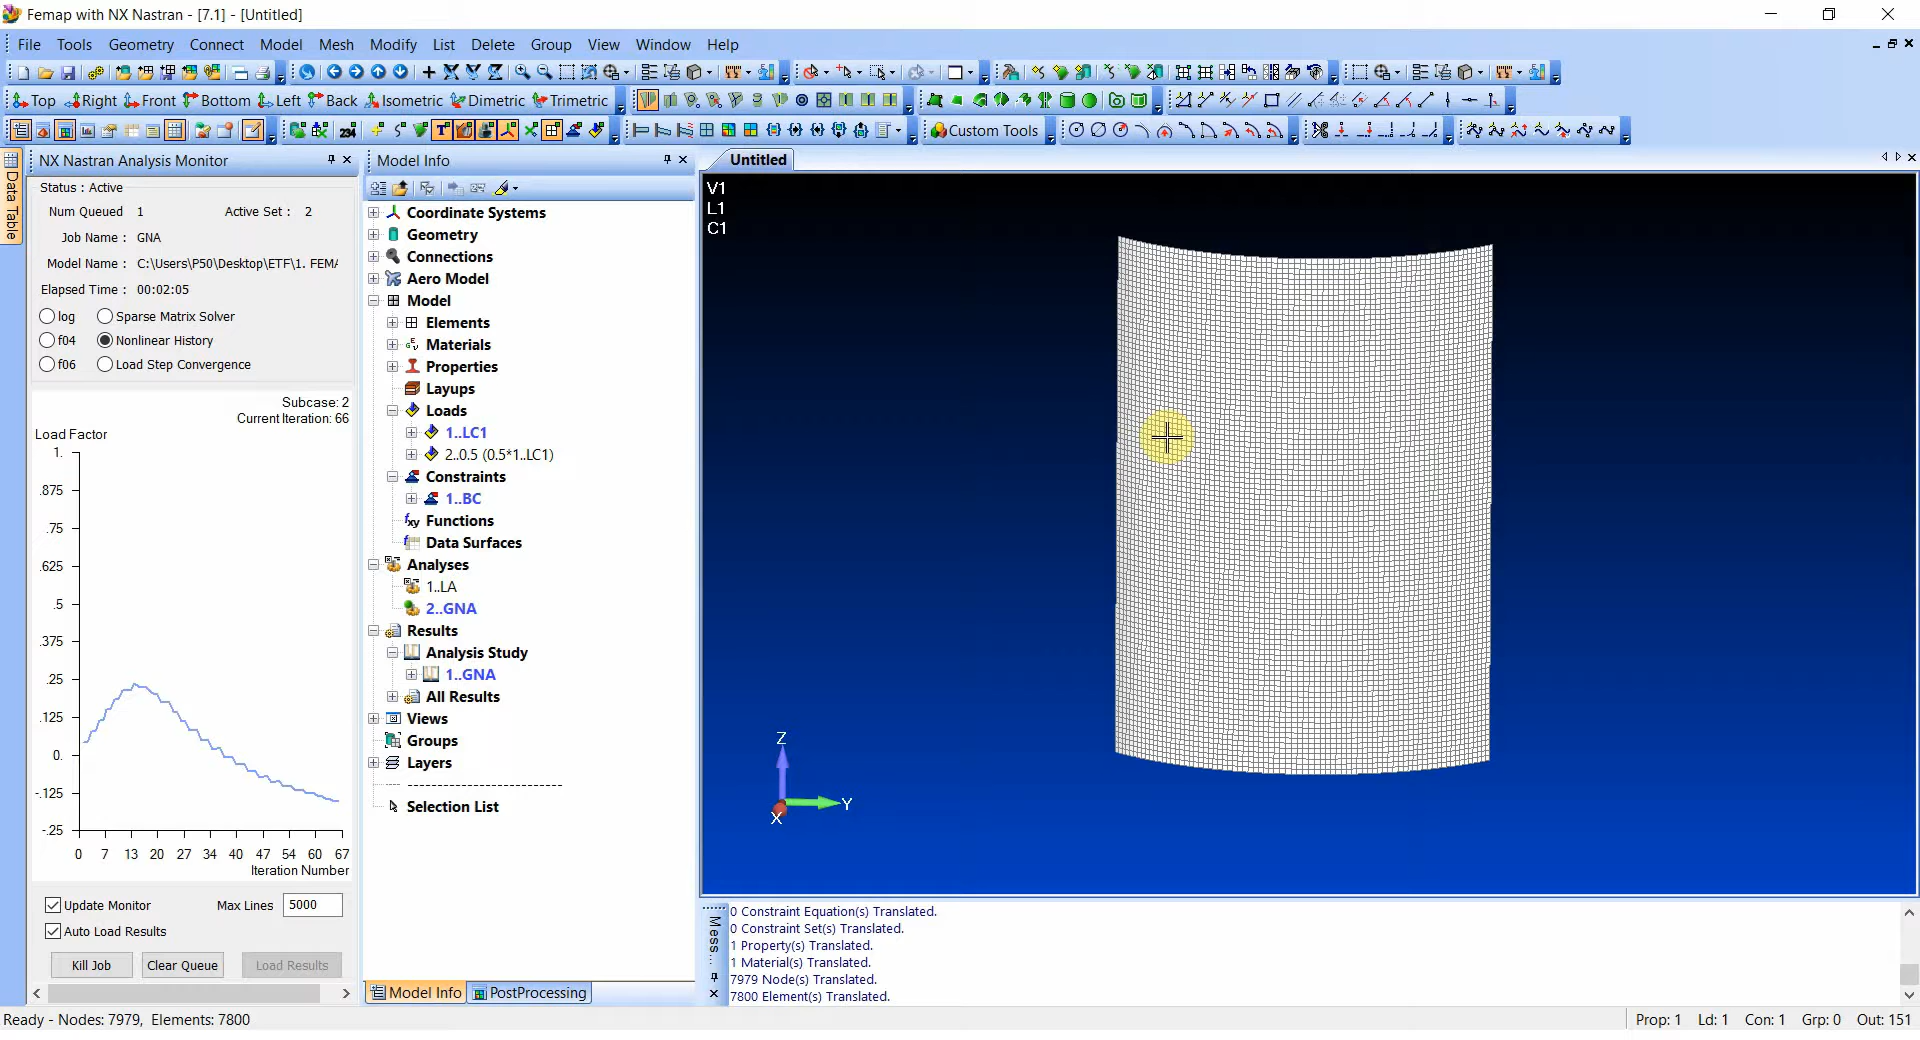 Femap with NX Nastran - [7.1] - [Untitled]
File Tools Geometry Connect Model Mesh Modify List Delete Group View Window Help
Top Right Front Bottom Left Back Isometric Dimetric Trimetric
234 T Custom Tools
Data Table
NX Nastran Analysis Monitor
Status : Active
Num Queued 1 Active Set : 2
Job Name : GNA
Model Name : C:\Users\P50\Desktop\ETF\1. FEMA
Elapsed Time : 00:02:05
log Sparse Matrix Solver
f04 Nonlinear History
f06 Load Step Convergence
Subcase: 2
Current Iteration: 66
Load Factor
1.
.875
.75
.625
.5
.375
.25
.125
0.
-.125
-.25
0 7 13 20 27 34 40 47 54 60 67
Iteration Number
Update Monitor Max Lines 5000
Auto Load Results
Kill Job Clear Queue Load Results
Model Info
Coordinate Systems
Geometry
Connections
Aero Model
Model
Elements
Materials
Properties
Layups
Loads
1..LC1
2..0.5 (0.5*1..LC1)
Constraints
1..BC
Functions
Data Surfaces
Analyses
1..LA
2..GNA
Results
Analysis Study
1..GNA
All Results
Views
Groups
Layers
---------------------------
Selection List
Model Info PostProcessing
Untitled
V1
L1
C1
Z
Y
X
Mess...
0 Constraint Equation(s) Translated.
0 Constraint Set(s) Translated.
1 Property(s) Translated.
1 Material(s) Translated.
7979 Node(s) Translated.
7800 Element(s) Translated.
Ready - Nodes: 7979, Elements: 7800
Prop: 1 Ld: 1 Con: 1 Grp: 0 Out: 151